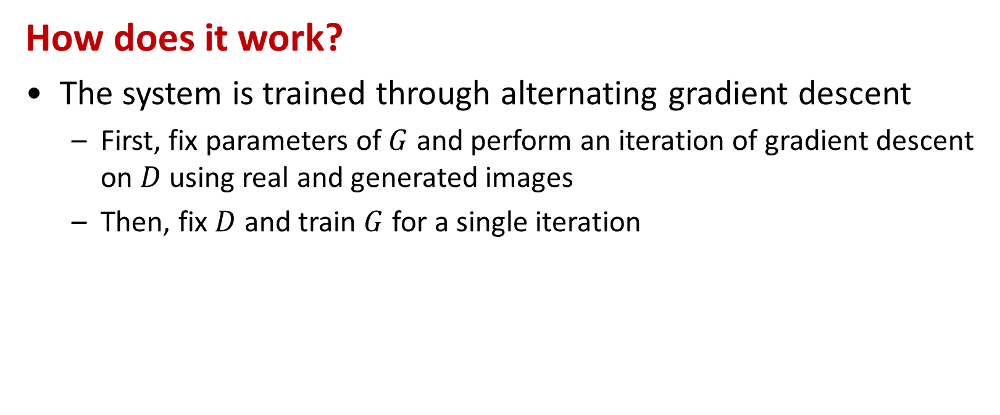 How does it work?
• The system is trained through alternating gradient descent
– First, fix parameters of G and perform an iteration of gradient descent
on D using real and generated images
– Then, fix D and train G for a single iteration